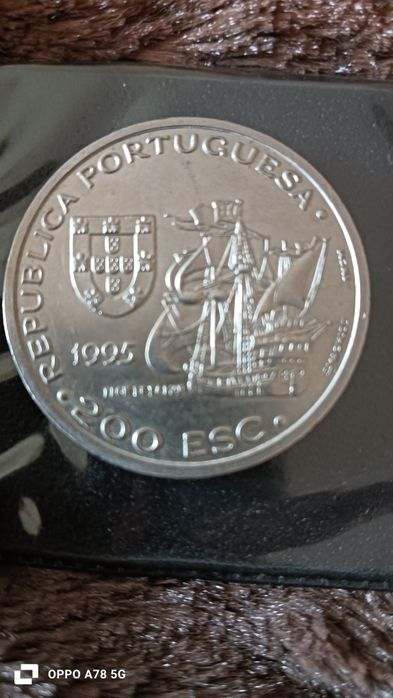 · REPUBLICA PORTUGUESA ·
1995
· 200 ESC. ·
OPPO A78 5G